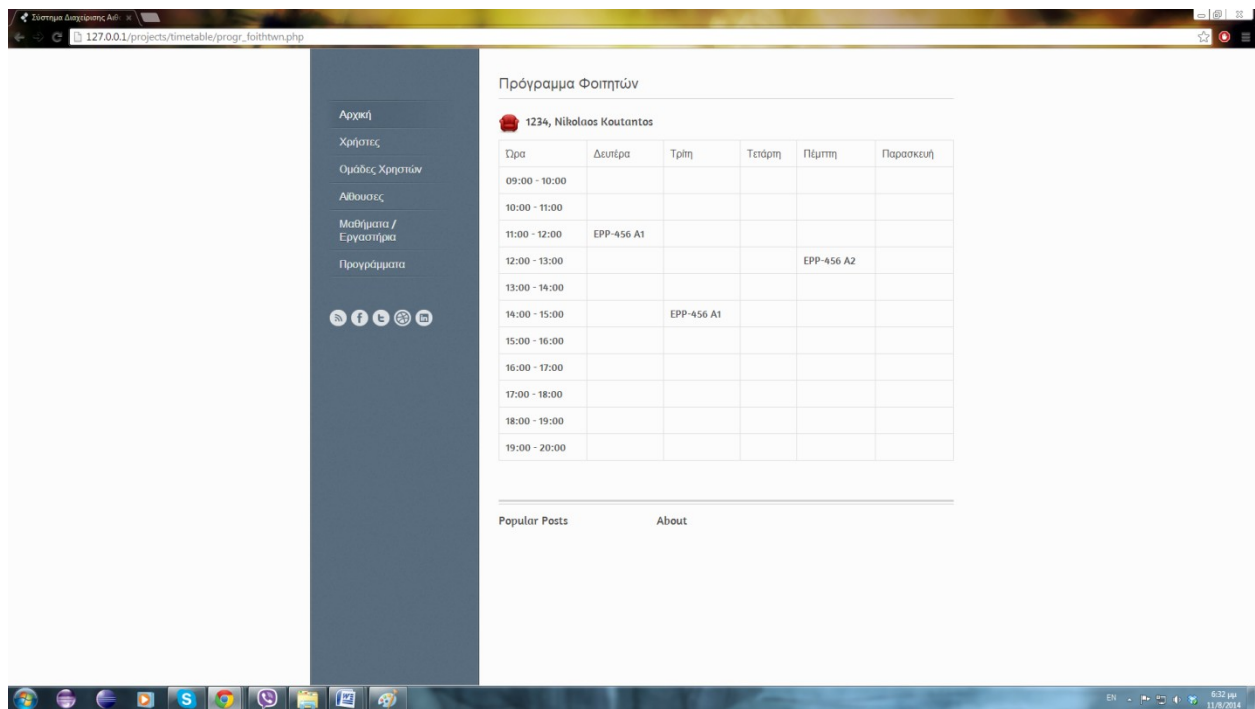 Σύστημα Διαχείρισης Αιθ
127.0.0.1/projects/timetable/progr_foithtwn.php
Αρχική
Χρήστες
Ομάδες Χρηστών
Αίθουσες
Μαθήματα /
Εργαστήρια
Προγράμματα
Πρόγραμμα Φοιτητών
1234, Nikolaos Koutantos
Ώρα Δευτέρα Τρίτη Τετάρτη Πέμπτη Παρασκευή
09:00 - 10:00
10:00 - 11:00
11:00 - 12:00 EPP-456 A1
12:00 - 13:00 EPP-456 A2
13:00 - 14:00
14:00 - 15:00 EPP-456 A1
15:00 - 16:00
16:00 - 17:00
17:00 - 18:00
18:00 - 19:00
19:00 - 20:00
Popular Posts About
EN 6:32 μμ
11/8/2014